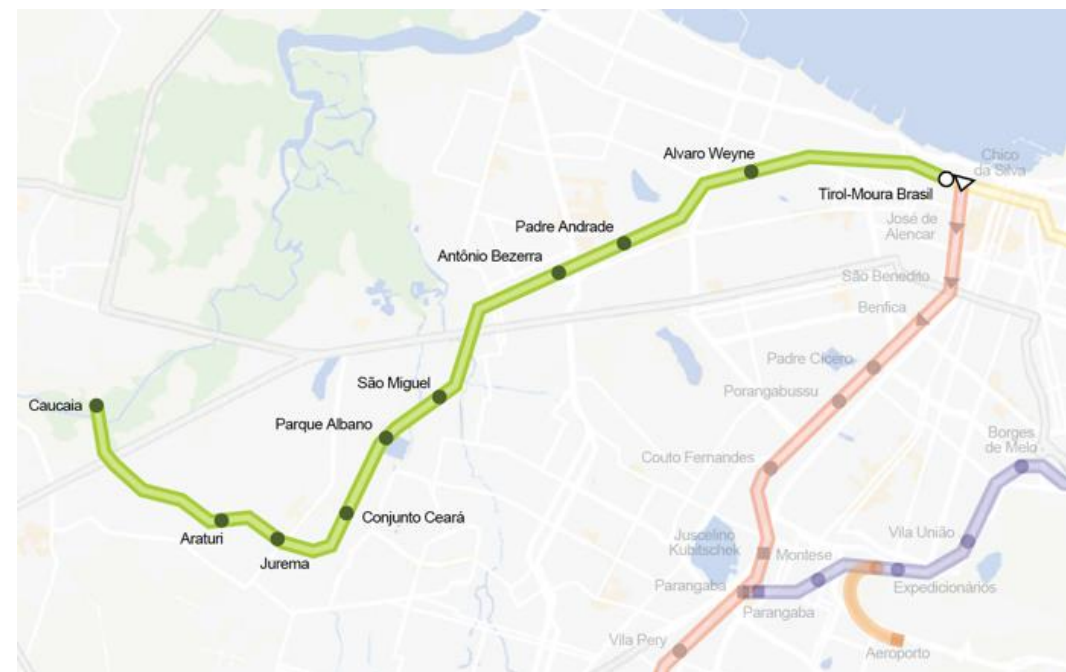 Chico
da Silva
Alvaro Weyne
Tirol-Moura Brasil
José de
Alencar
Padre Andrade
Antônio Bezerra
São Benedito
Benfica
Padre Cícero
São Miguel
Porangabussu
Caucaia
Parque Albano
Borges
de Melo
Couto Fernandes
Conjunto Ceará
Araturi
Jurema
Juscelino
Kubitschek
Montese
Vila União
Parangaba
Expedicionários
Parangaba
Vila Pery
Aeroporto